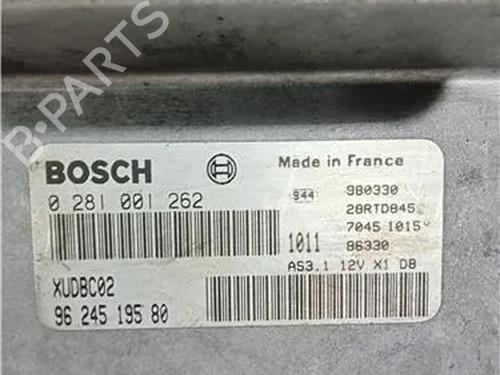 B-PARTS
BOSCH
Made in France
0 281 001 262
944 980330
28RTD845
7045 1015
1011 86330
AS3.1 12V X1 D8
XUDBC02
96 245 195 80